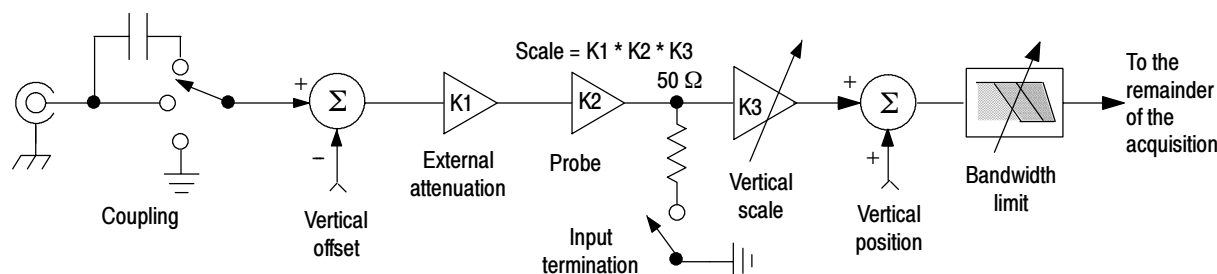 Scale = K1 * K2 * K3
50 Ω
To the
remainder
of the
acquisition
+
Σ
−
K1
K2
K3
+
Σ
+
Coupling
Vertical
offset
External
attenuation
Probe
Input
termination
Vertical
scale
Vertical
position
Bandwidth
limit